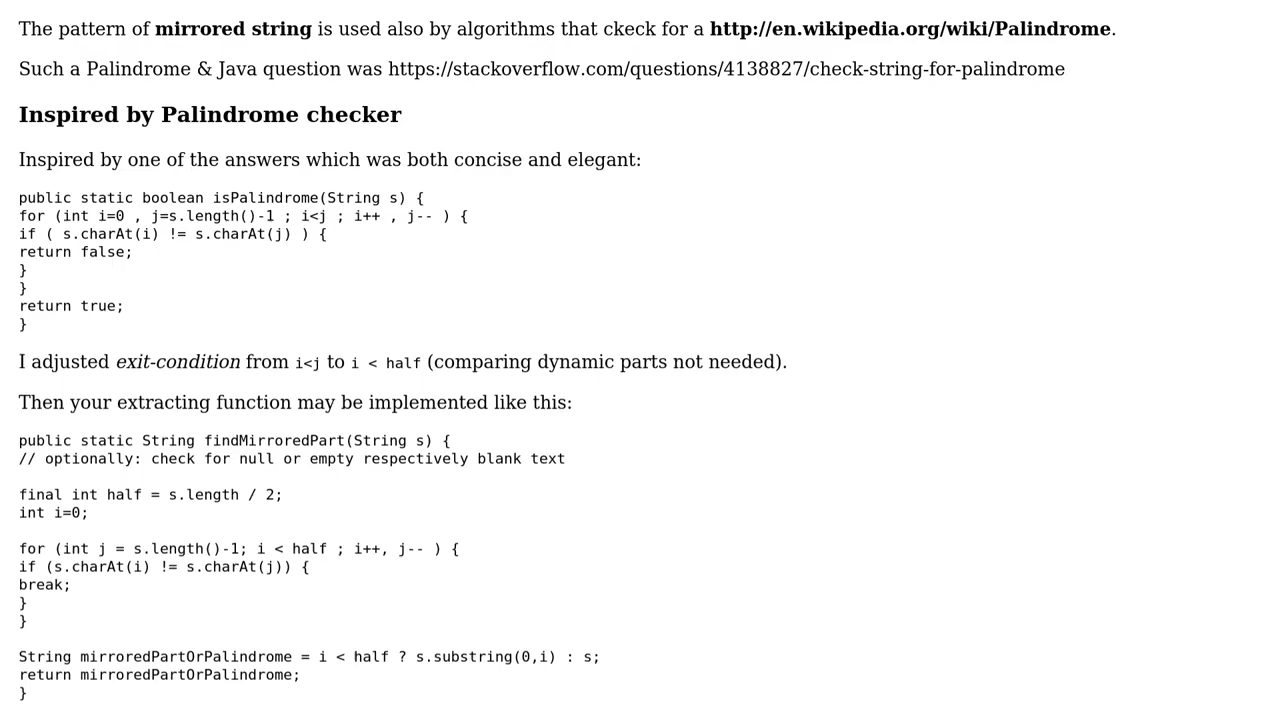 The pattern of mirrored string is used also by algorithms that ckeck for a http://en.wikipedia.org/wiki/Palindrome.
Such a Palindrome & Java question was https://stackoverflow.com/questions/4138827/check-string-for-palindrome
Inspired by Palindrome checker
Inspired by one of the answers which was both concise and elegant:
public static boolean isPalindrome(String s) {
for (int i=0 , j=s.length()-1 ; i<j ; i++ , j-- ) {
if ( s.charAt(i) != s.charAt(j) ) {
return false;
}
}
return true;
}
I adjusted exit-condition from i<j to i < half (comparing dynamic parts not needed).
Then your extracting function may be implemented like this:
public static String findMirroredPart(String s) {
// optionally: check for null or empty respectively blank text
final int half = s.length / 2;
int i=0;
for (int j = s.length()-1; i < half ; i++, j-- ) {
if (s.charAt(i) != s.charAt(j)) {
break;
}
}
String mirroredPartOrPalindrome = i < half ? s.substring(0,i) : s;
return mirroredPartOrPalindrome;
}